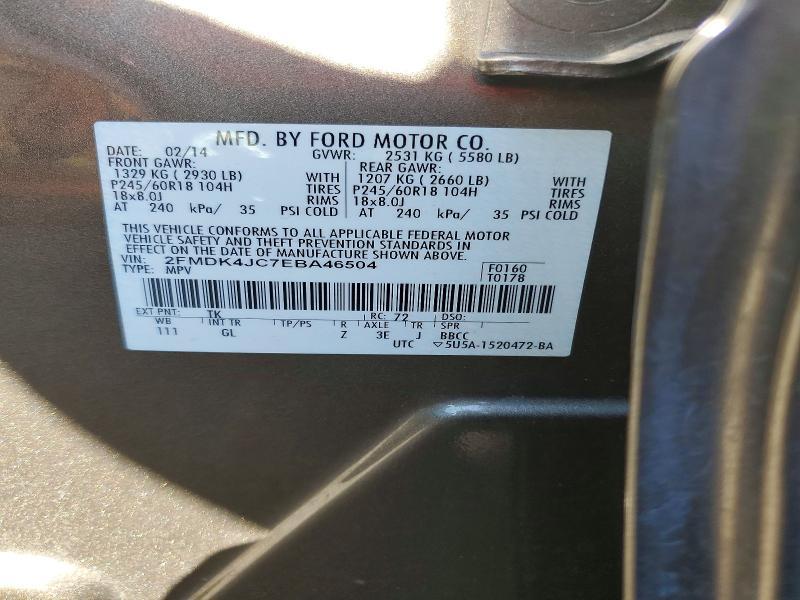 MFD. BY FORD MOTOR CO.
DATE: 02/14 GVWR: 2531 KG ( 5580 LB)
FRONT GAWR: REAR GAWR:
1329 KG ( 2930 LB) WITH 1207 KG ( 2660 LB) WITH
P245/60R18 104H TIRES P245/60R18 104H TIRES
18x8.0J RIMS 18x8.0J RIMS
AT 240 kPa/ 35 PSI COLD AT 240 kPa/ 35 PSI COLD
THIS VEHICLE CONFORMS TO ALL APPLICABLE FEDERAL MOTOR
VEHICLE SAFETY AND THEFT PREVENTION STANDARDS IN
EFFECT ON THE DATE OF MANUFACTURE SHOWN ABOVE.
VIN: 2FMDK4JC7EBA46504 F0160
TYPE: MPV T0178
EXT PNT: TK RC: 72 DSO:
WB INT TR TP/PS R AXLE TR SPR
111 GL Z 3E J BBCC
UTC ▽5U5A-1520472-BA